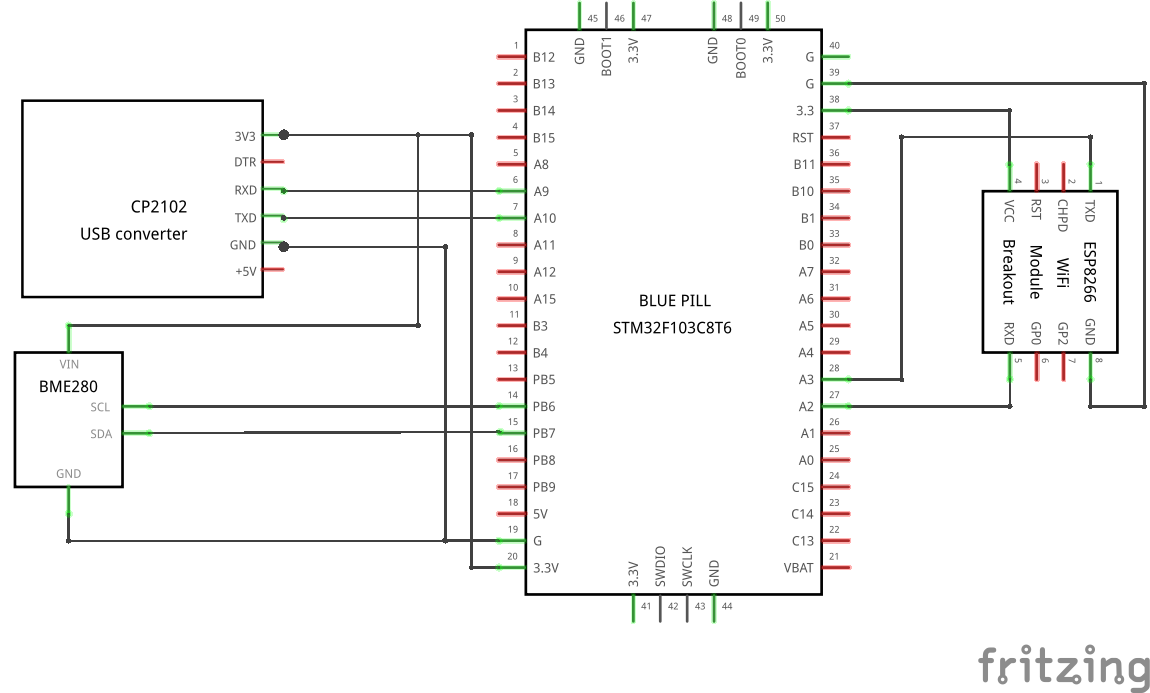 45 46 47 48 49 50
GND BOOT1 3.3V GND BOOT0 3.3V
1 B12
2 B13
3 B14
4 B15
5 A8
6 A9
7 A10
8 A11
9 A12
10 A15
11 B3
12 B4
13 PB5
14 PB6
15 PB7
16 PB8
17 PB9
18 5V
19 G
20 3.3V
BLUE PILL
STM32F103C8T6
G 40
G 39
3.3 38
RST 37
B11 36
B10 35
B1 34
B0 33
A7 32
A6 31
A5 30
A4 29
A3 28
A2 27
A1 26
A0 25
C15 24
C14 23
C13 22
VBAT 21
3.3V SWDIO SWCLK GND
41 42 43 44
3V3
DTR
RXD
TXD
GND
+5V
CP2102
USB converter
VIN
BME280
SCL
SDA
GND
4 3 2 1
VCC RST CHPD TXD
ESP8266
WiFi
Module
Breakout
RXD GP0 GP2 GND
5 6 7 8
fritzing